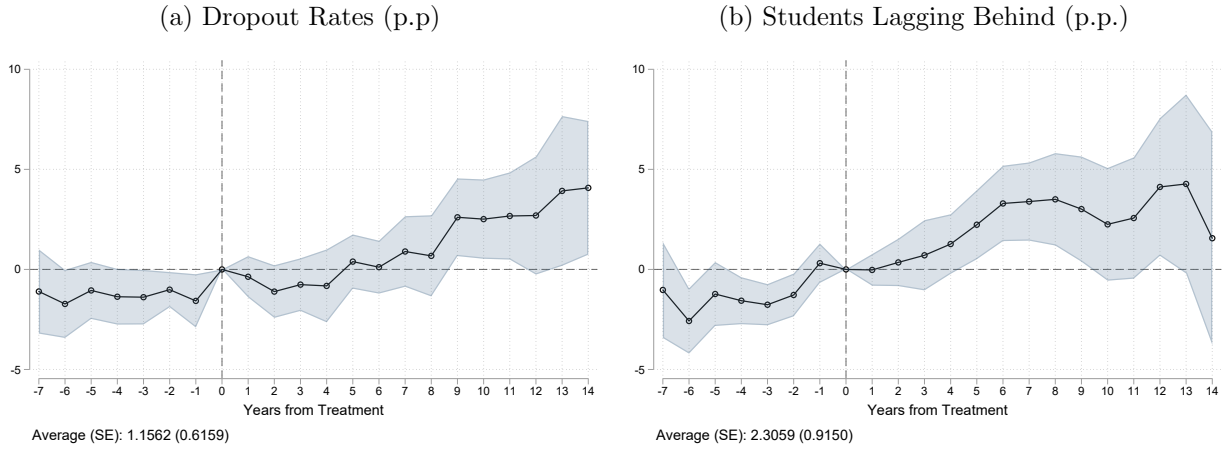 (a) Dropout Rates (p.p)
10
5
0
-5
-7 -6 -5 -4 -3 -2 -1 0 1 2 3 4 5 6 7 8 9 10 11 12 13 14
Years from Treatment
Average (SE): 1.1562 (0.6159)
(b) Students Lagging Behind (p.p.)
10
5
0
-5
-7 -6 -5 -4 -3 -2 -1 0 1 2 3 4 5 6 7 8 9 10 11 12 13 14
Years from Treatment
Average (SE): 2.3059 (0.9150)